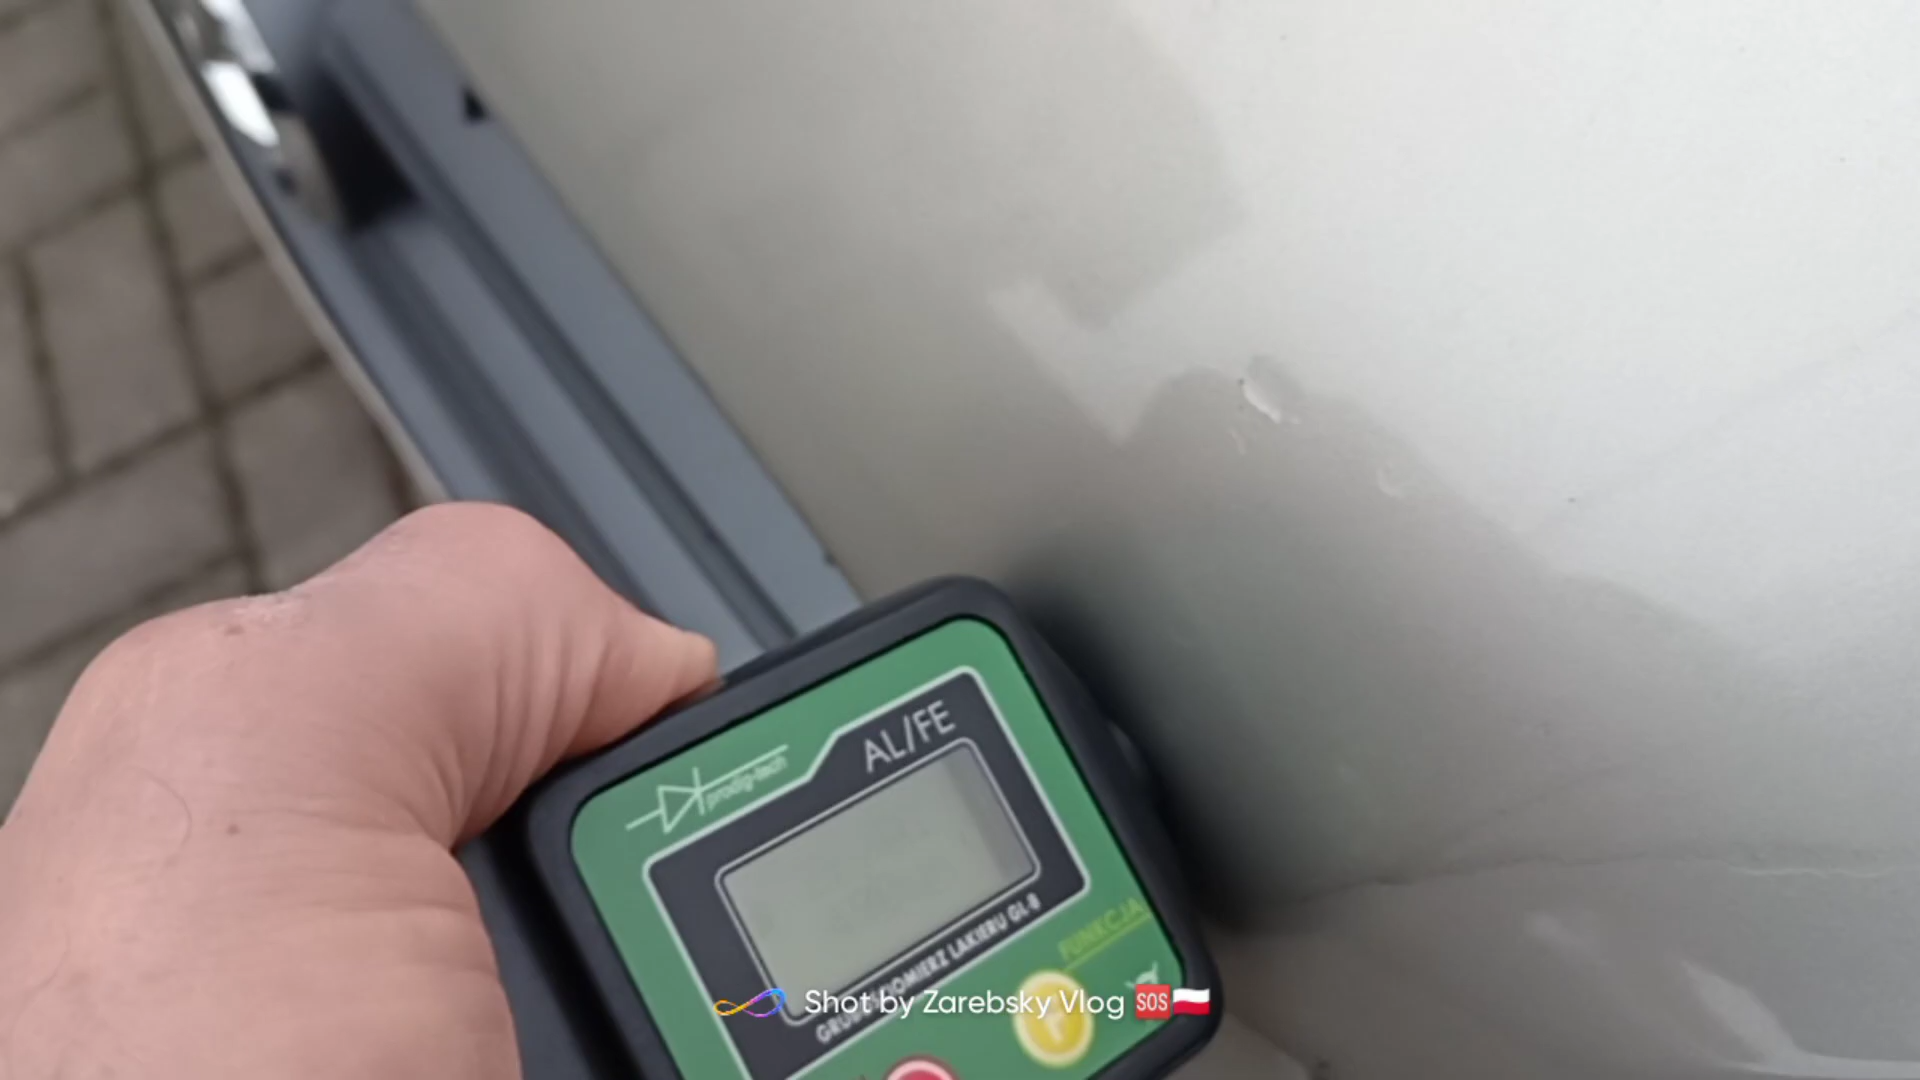 AL/FE
prodig-tech
GRUBOŚCIOMIERZ LAKIERU GL-8
FUNKCJA
F
Shot by Zarebsky Vlog 🆘🇵🇱